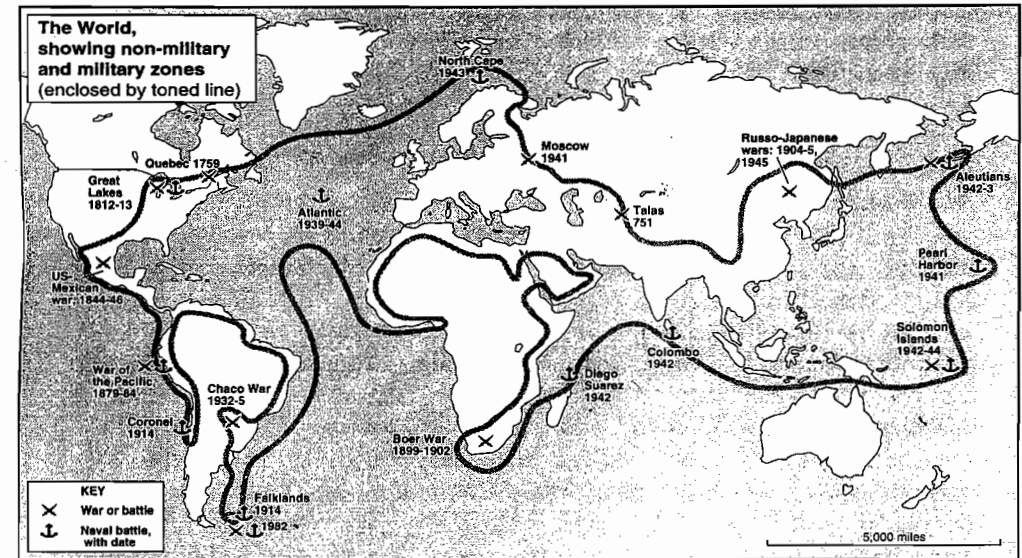 The World,
showing non-military
and military zones
(enclosed by toned line)
North Cape
1943
Quebec 1759
Great
Lakes
1812-13
Atlantic
1939-44
Moscow
1941
Russo-Japanese
wars: 1904-5,
1945
Aleutians
1942-3
Talas
751
US-
Mexican
war: 1844-46
Pearl
Harbor
1941
War of
the Pacific
1879-84
Chaco War
1932-5
Coronel
1914
Boer War
1899-1902
Diego
Suarez
1942
Colombo
1942
Solomon
Islands
1942-44
Falklands
1914
1982
KEY
War or battle
Naval battle,
with date
5,000 miles